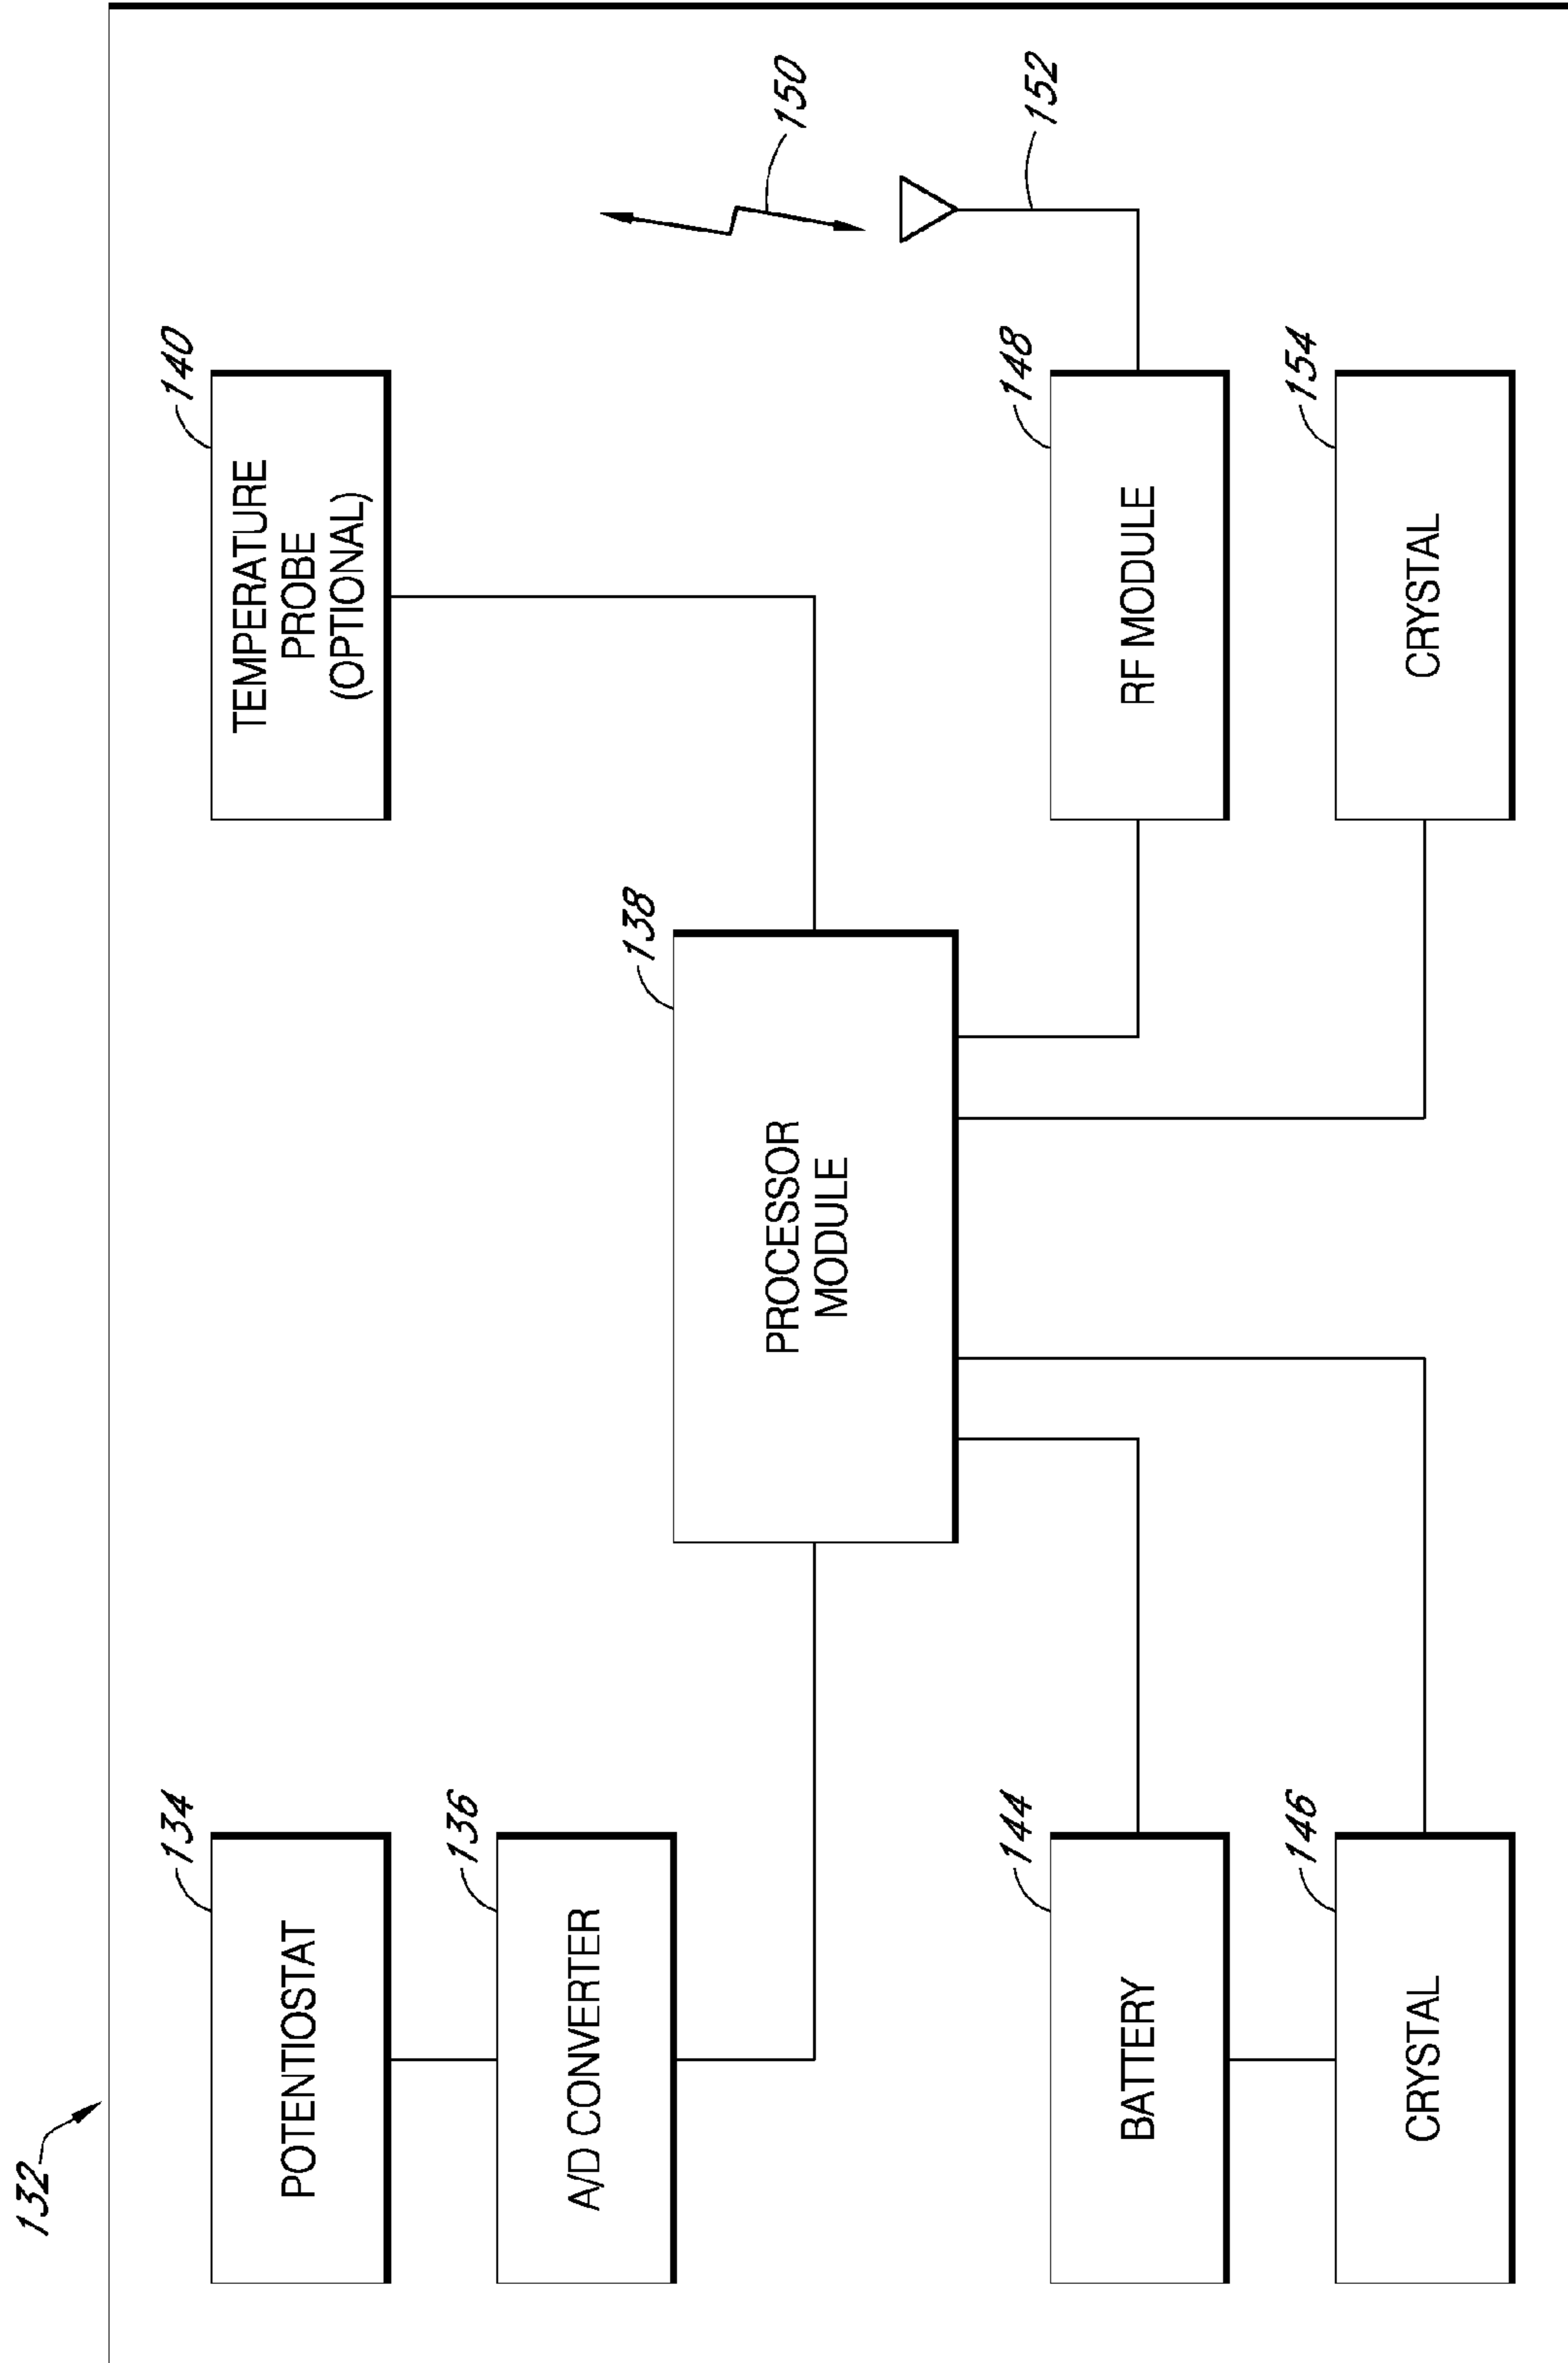 132
134
POTENTIOSTAT
136
A/D CONVERTER
138
PROCESSOR
MODULE
140
TEMPERATURE
PROBE
(OPTIONAL)
150
152
144
BATTERY
146
CRYSTAL
148
RF MODULE
154
CRYSTAL